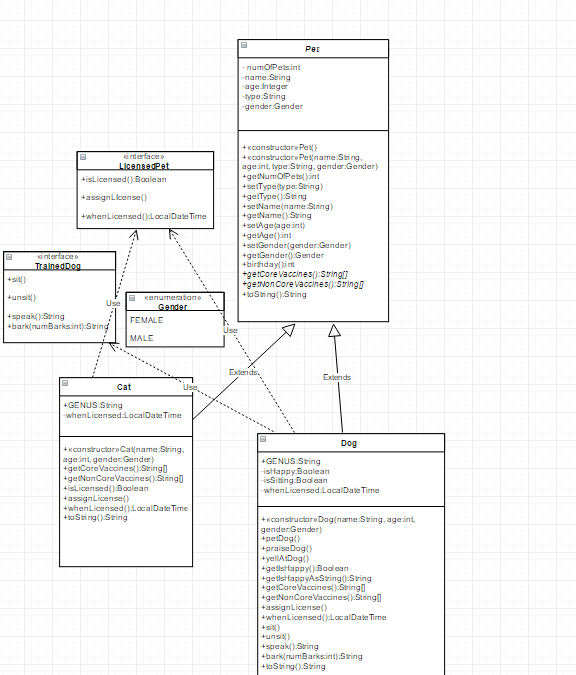 Pet
- numOfPets:int
-name:String
-age:Integer
-type:String
-gender:Gender
+«constructor»Pet()
+«constructor»Pet(name:String,
age:int, type:String, gender:Gender)
+getNumOfPets():int
+setType(type:String)
+getType():String
+setName(name:String)
+getName():String
+setAge(age:int)
+getAge():int
+setGender(gender:Gender)
+getGender():Gender
+birthday():int
+getCoreVaccines():String[]
+getNonCoreVaccines():String[]
+toString():String
«interface»
LicensedPet
+isLicensed():Boolean
+assignLIcense()
+whenLicensed():LocalDateTime
«interface»
TrainedDog
+sit()
+unsit()
+speak():String
+bark(numBarks:int):String
«enumeration»
Gender
FEMALE
MALE
Use
Use
Use
Extends
Extends
Cat
+GENUS:String
-whenLicensed:LocalDateTime
+«constructor»Cat(name:String,
age:int, gender:Gender)
+getCoreVaccines():String[]
+getNonCoreVaccines():String[]
+isLicensed():Boolean
+assignLicense()
+whenLicensed():LocalDateTime
+toString():String
Dog
+GENUS:String
-isHappy:Boolean
-isSitting:Boolean
-whenLicensed:LocalDateTime
+«constructor»Dog(name:String, age:int,
gender:Gender)
+petDog()
+praiseDog()
+yellAtDog()
+getIsHappy():Boolean
+getIsHappyAsString():String
+getCoreVaccines():String[]
+getNonCoreVaccines():String[]
+assignLicense()
+whenLicensed():LocalDateTime
+sit()
+unsit()
+speak():String
+bark(numBarks:int):String
+toString():String